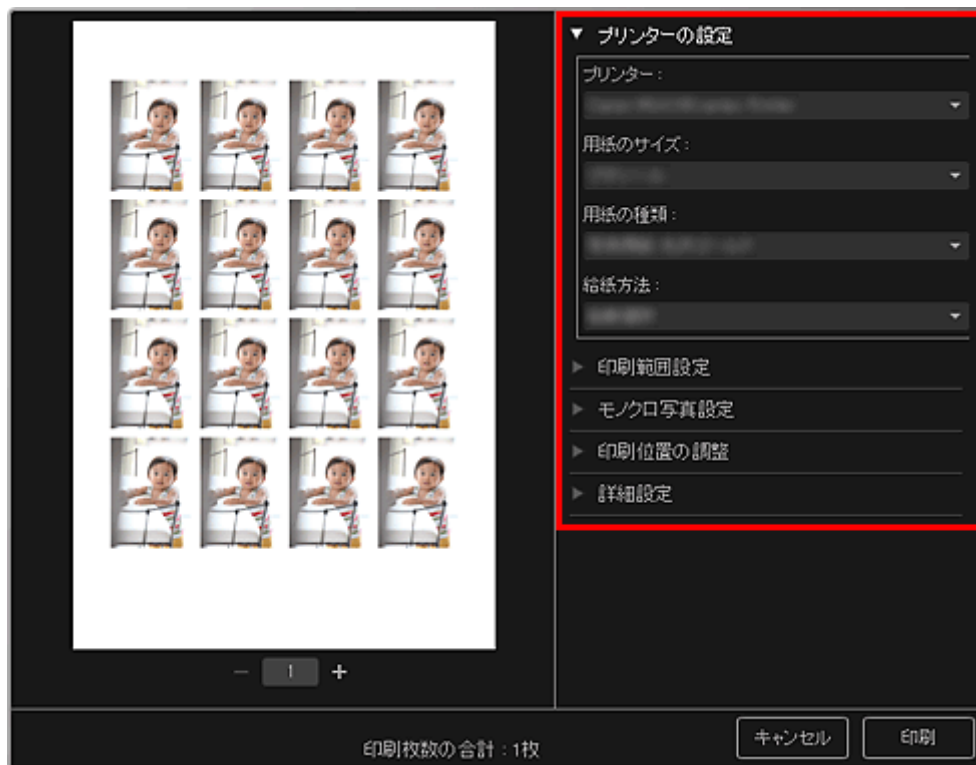 プリンターの設定
プリンター：
用紙のサイズ：
用紙の種類：
給紙方法：
印刷範囲設定
モノクロ写真設定
印刷位置の調整
詳細設定
1
印刷枚数の合計：1枚
キャンセル
印刷